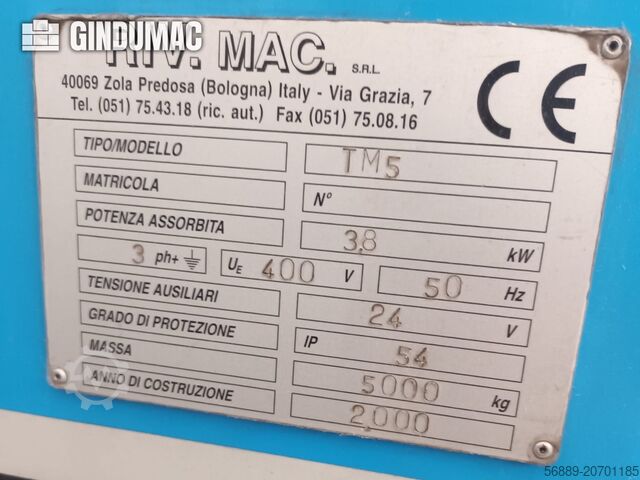 GINDUMAC
RIV. MAC. S.R.L.
40069 Zola Predosa (Bologna) Italy - Via Grazia, 7
Tel. (051) 75.43.18 (ric. aut.) Fax (051) 75.08.16
CE
TIPO/MODELLO TM5
MATRICOLA N°
POTENZA ASSORBITA 38 kW
3 ph+ UE 400 V 50 Hz
TENSIONE AUSILIARI 24 V
GRADO DI PROTEZIONE IP 54
MASSA 5000 kg
ANNO DI COSTRUZIONE 2,000
56889-20701185